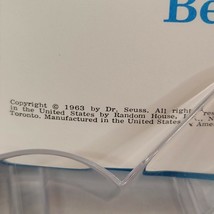 Be
Copyright © 1963 by Dr. Seuss. All
in the United States by Random House,
Toronto. Manufactured in the United States
Ame